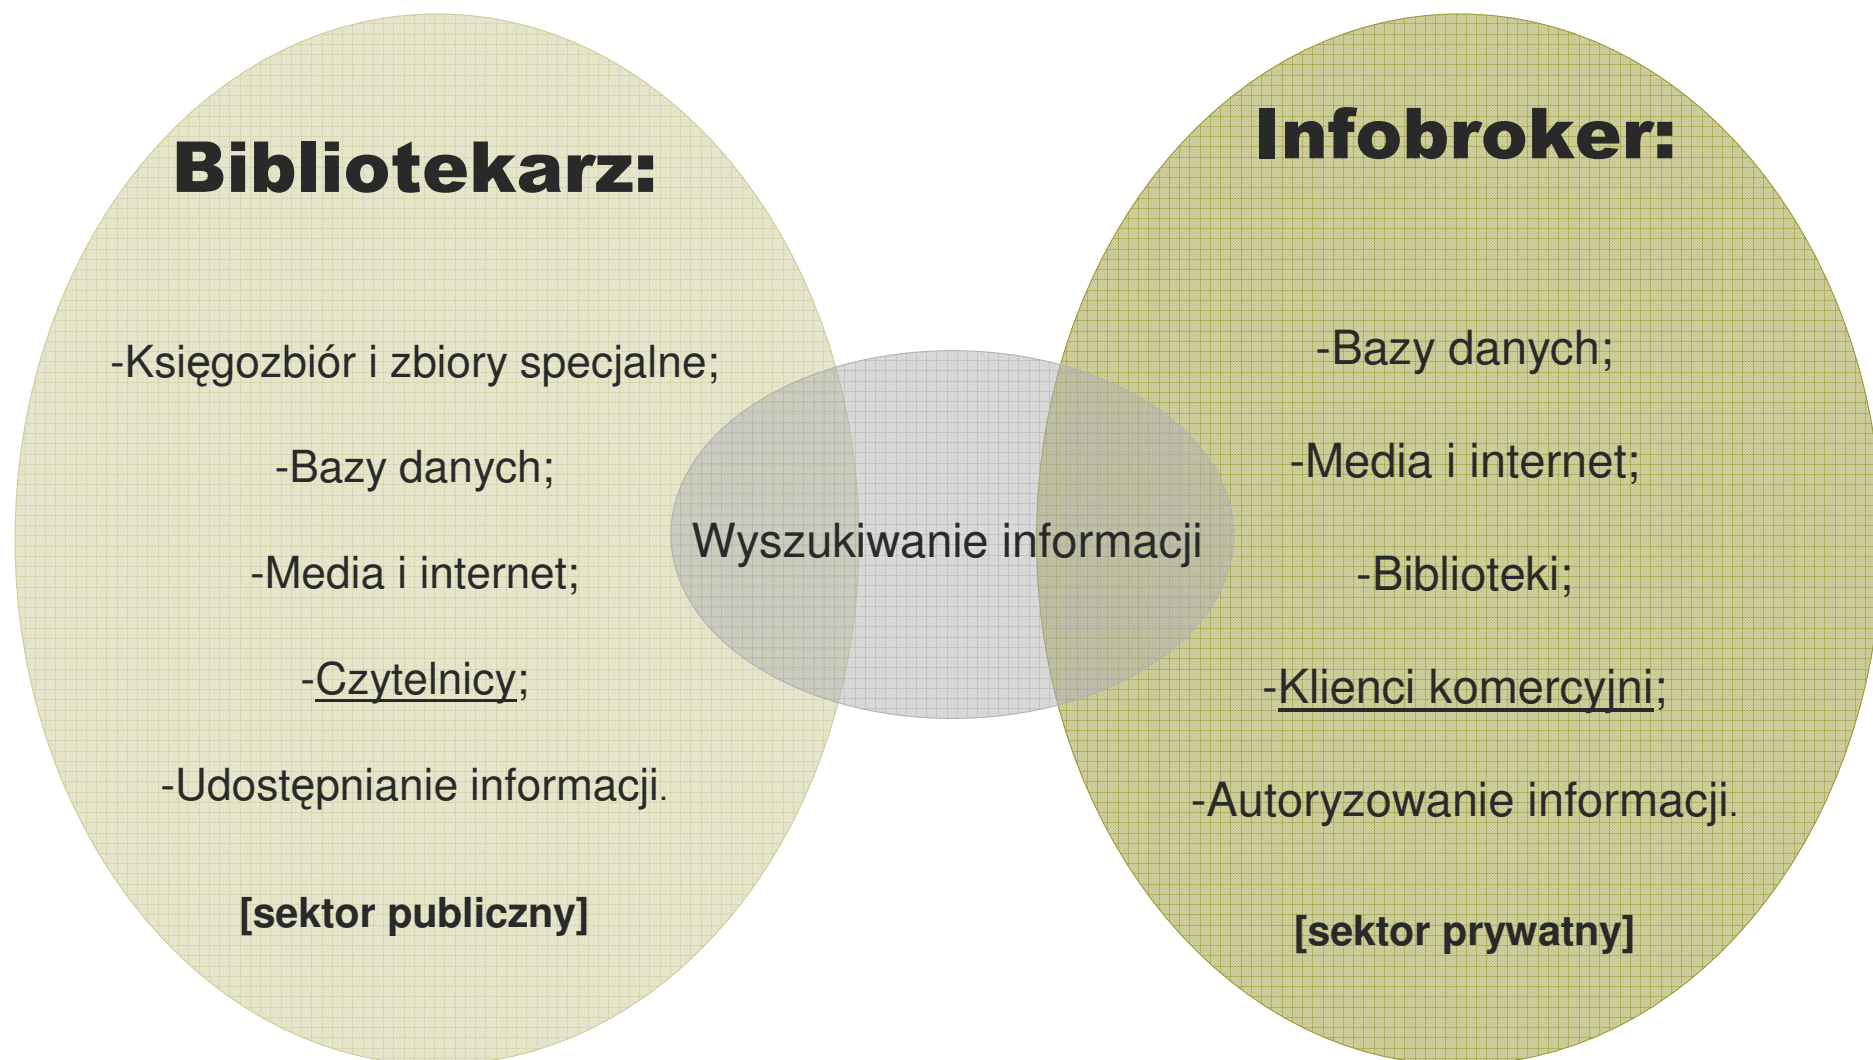 Bibliotekarz:
-Księgozbiór i zbiory specjalne;
-Bazy danych;
-Media i internet;
-Czytelnicy;
-Udostępnianie informacji.
[sektor publiczny]
Wyszukiwanie informacji
Infobroker:
-Bazy danych;
-Media i internet;
-Biblioteki;
-Klienci komercyjni;
-Autoryzowanie informacji.
[sektor prywatny]